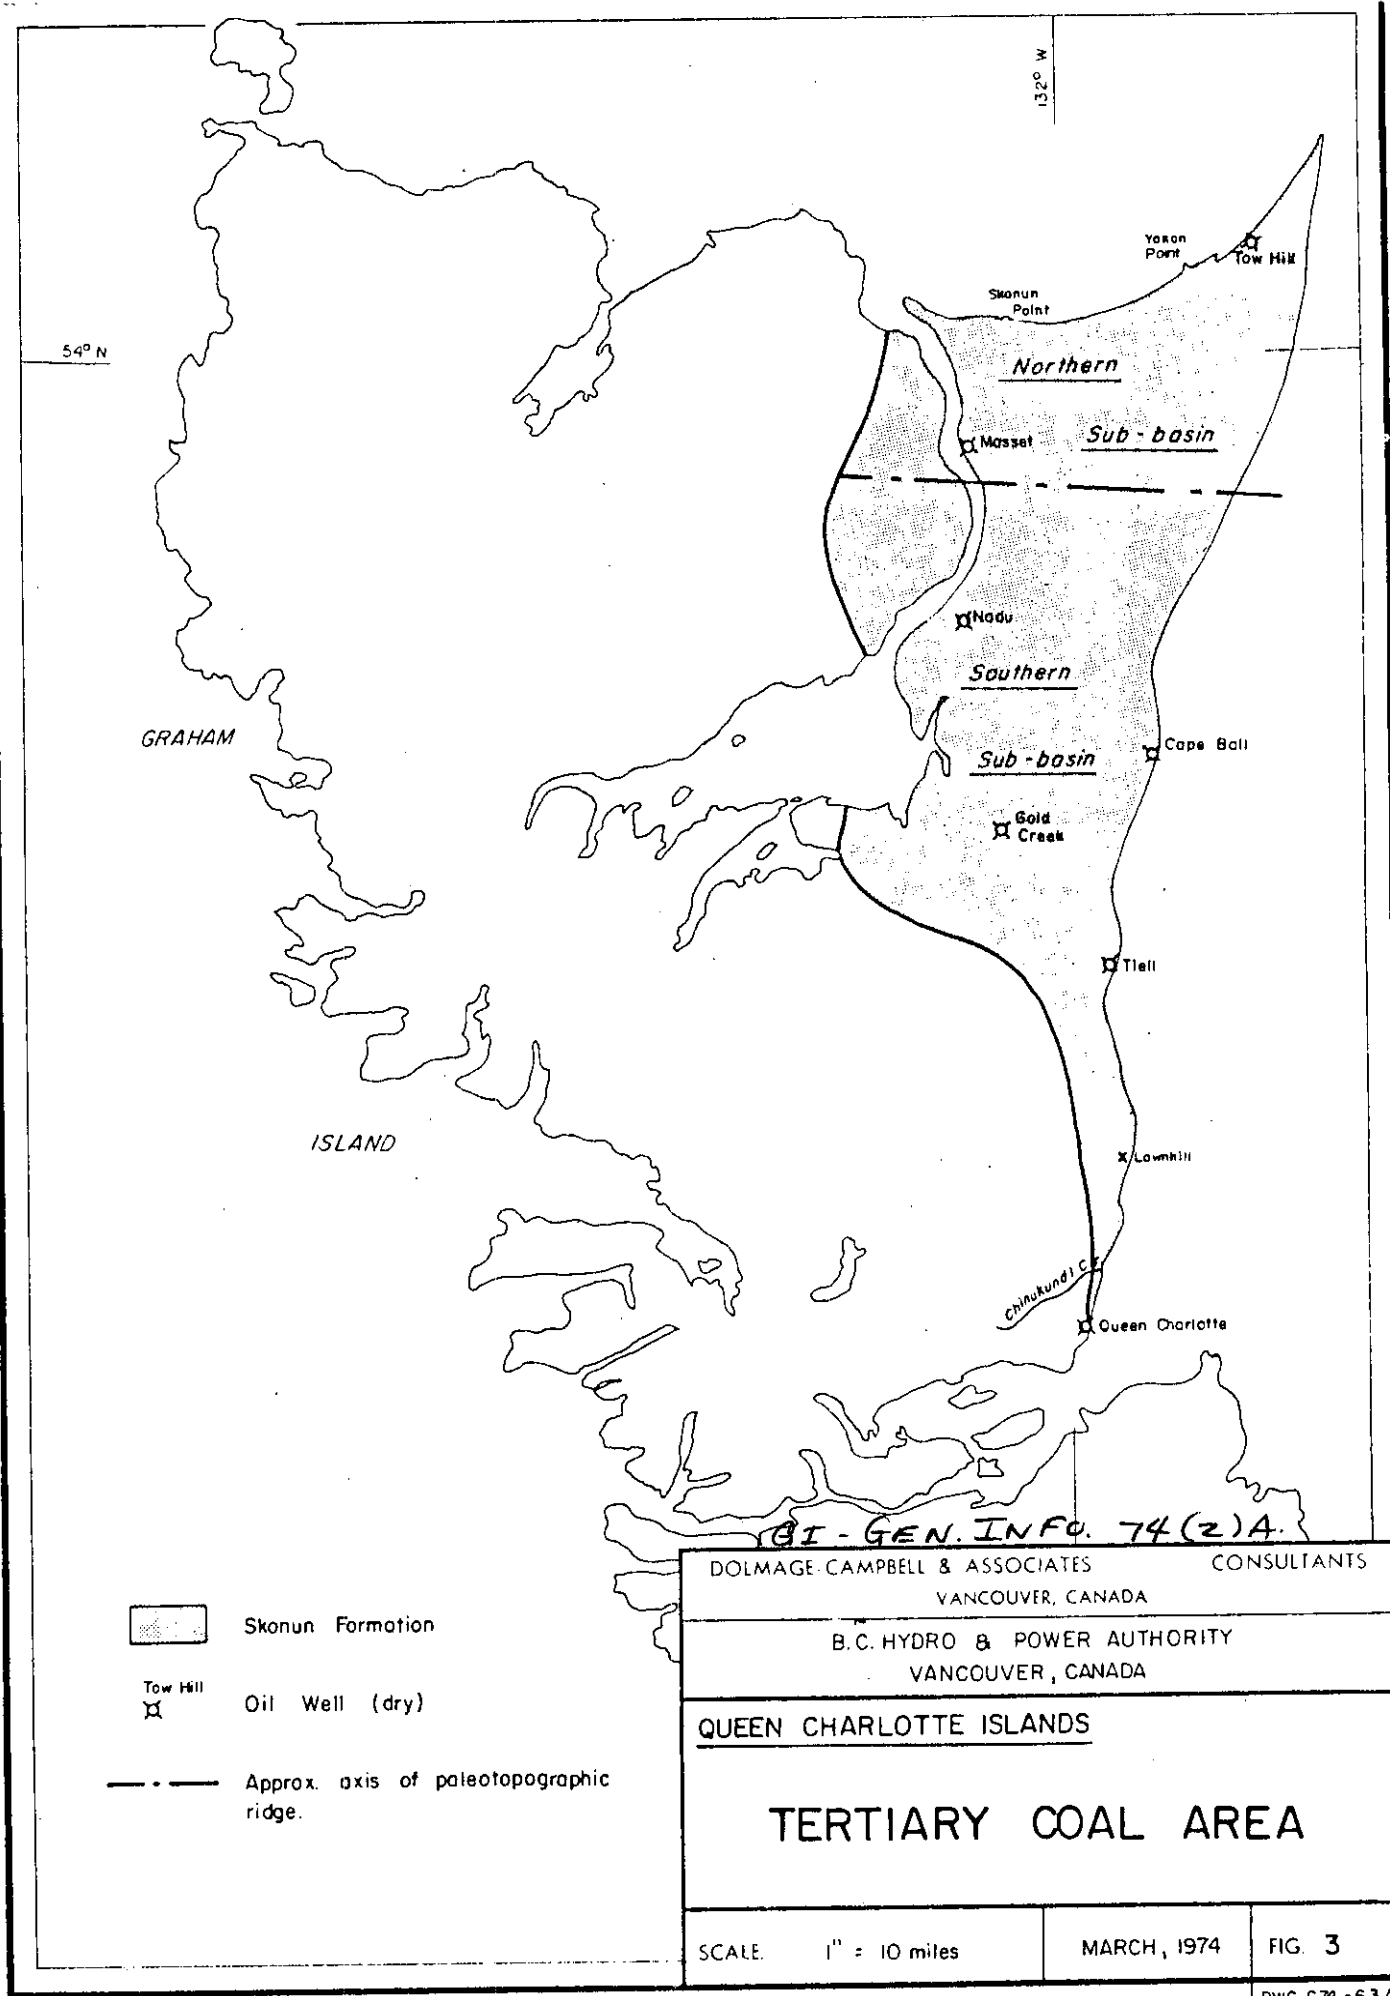 132° W
Yakan
Point
Tow Hill
Skonun
Point
54° N
Northern
Masset
Sub-basin
Nadu
Southern
GRAHAM
Cape Ball
Sub-basin
Gold
Creek
Tlell
ISLAND
Lawnhill
Chinukundl C.
Queen Charlotte
GI - GEN. INFO. 74(2)A.
DOLMAGE-CAMPBELL & ASSOCIATES CONSULTANTS
VANCOUVER, CANADA
B.C. HYDRO & POWER AUTHORITY
VANCOUVER, CANADA
Skonun Formation
Tow Hill
Oil Well (dry)
Approx. axis of paleotopographic
ridge.
QUEEN CHARLOTTE ISLANDS
TERTIARY COAL AREA
SCALE. 1" = 10 miles
MARCH, 1974
FIG. 3